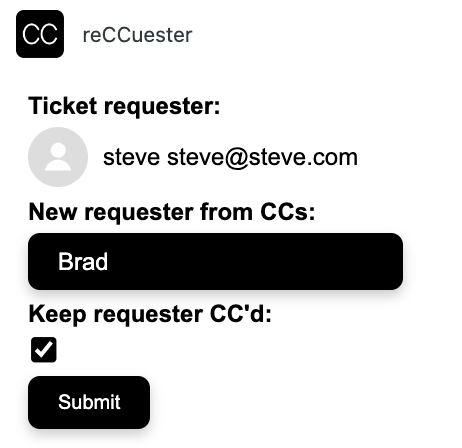 CC reCCuester
Ticket requester:
steve steve@steve.com
New requester from CCs:
Brad
Keep requester CC'd:
Submit